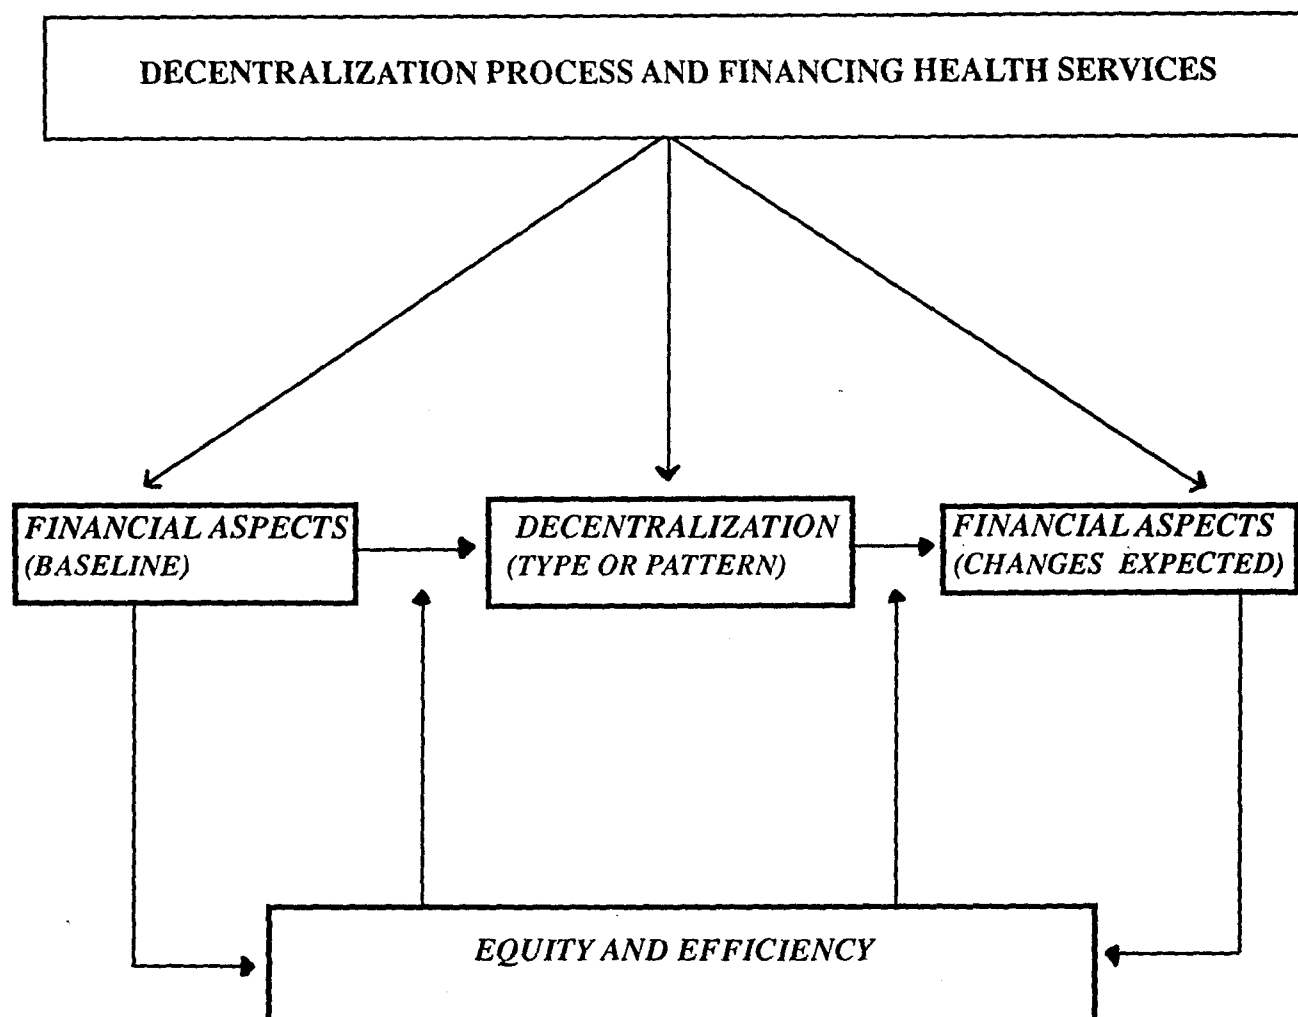 DECENTRALIZATION PROCESS AND FINANCING HEALTH SERVICES
FINANCIAL ASPECTS
(BASELINE)
DECENTRALIZATION
(TYPE OR PATTERN)
FINANCIAL ASPECTS
(CHANGES EXPECTED)
EQUITY AND EFFICIENCY